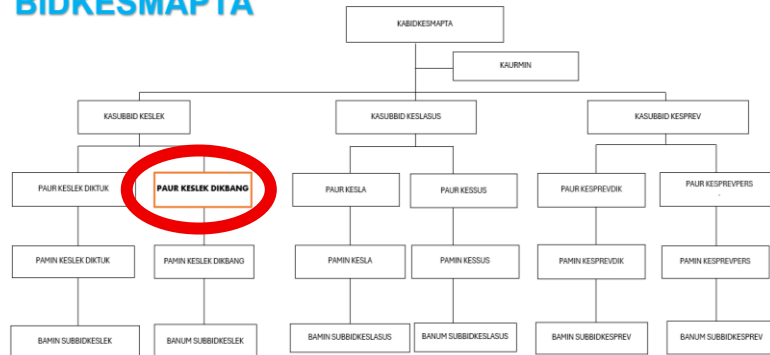 BIDKESMAPTA
KABIDKESMAPTA
KAURMIN
KASUBBID KESLEK
KASUBBID KESLASUS
KASUBBID KESPREV
PAUR KESLEK DIKTUK
PAUR KESLEK DIKBANG
PAUR KESLA
PAUR KESSUS
PAUR KESPREVDIK
PAUR KESPREVPERS
PAMIN KESLEK DIKTUK
PAMIN KESLEK DIKBANG
PAMIN KESLA
PAMIN KESSUS
PAMIN KESPREVDIK
PAMIN KESPREVPERS
BAMIN SUBBIDKESLEK
BANUM SUBBIDKESLEK
BAMIN SUBBIDKESLASUS
BANUM SUBBIDKESLASUS
BAMIN SUBBIDKESPREV
BANUM SUBBIDKESPREV